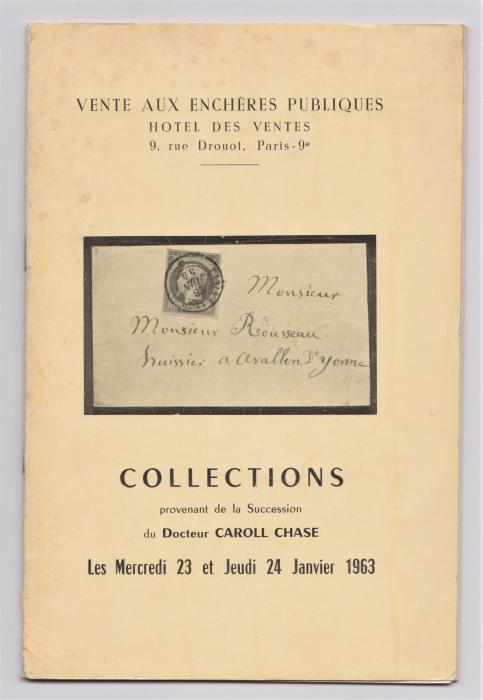 VENTE AUX ENCHÈRES PUBLIQUES
HOTEL DES VENTES
9, rue Drouot, Paris-9e
Monsieur
Monsieur Rousseau
huissier a avallon Dt yonne
COLLECTIONS
provenant de la Succession
du Docteur CAROLL CHASE
Les Mercredi 23 et Jeudi 24 Janvier 1963